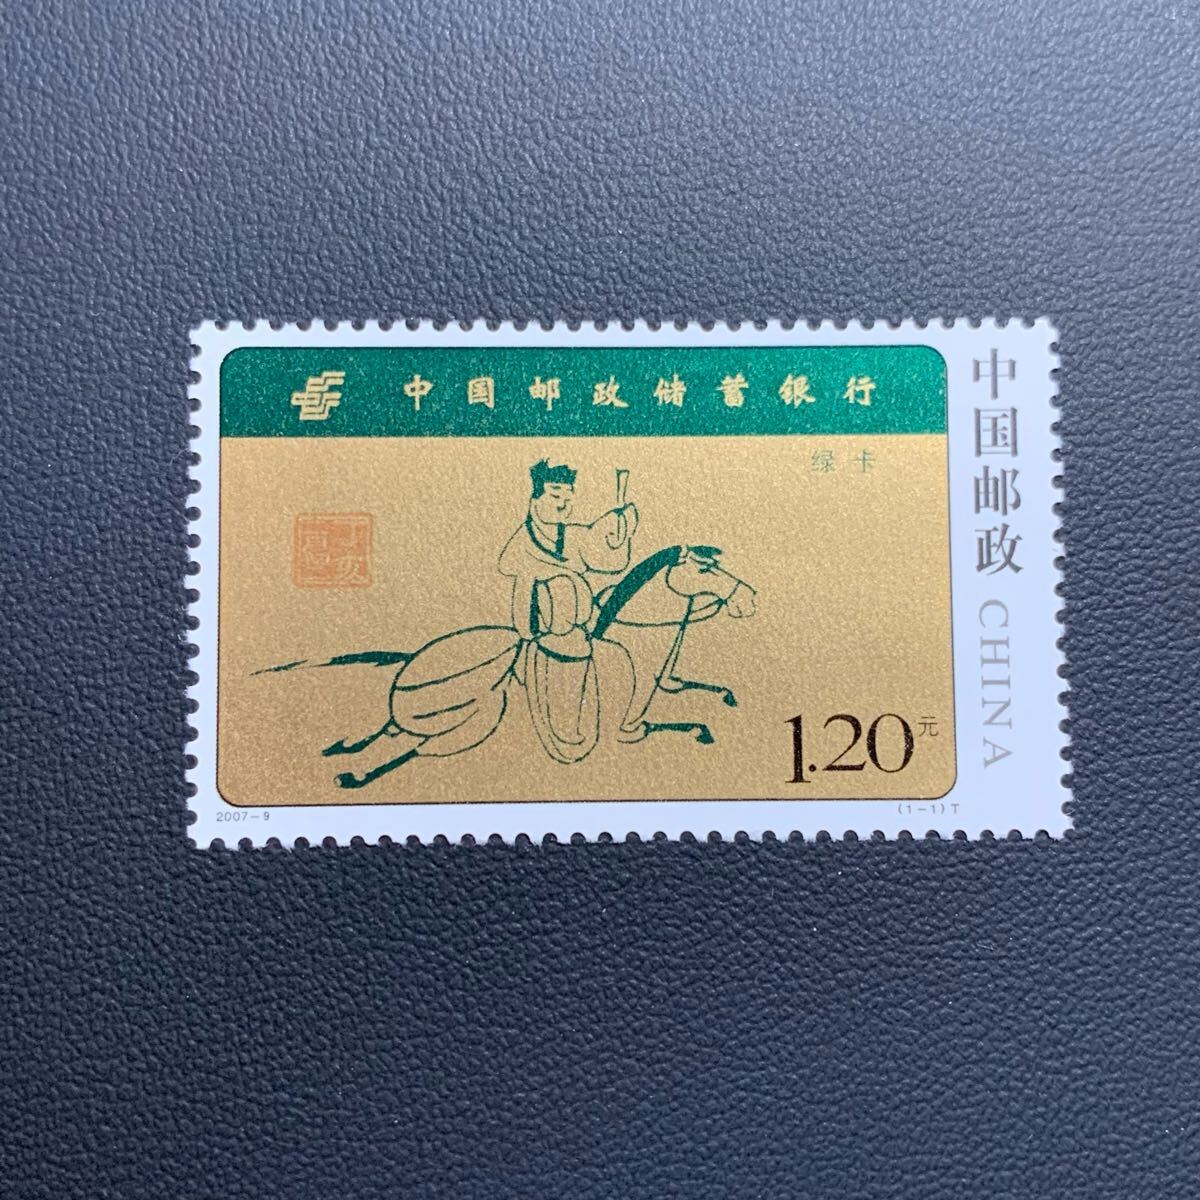 中国邮政储蓄银行
绿卡
1.20元
2007-9
(1-1)T
中国邮政 CHINA